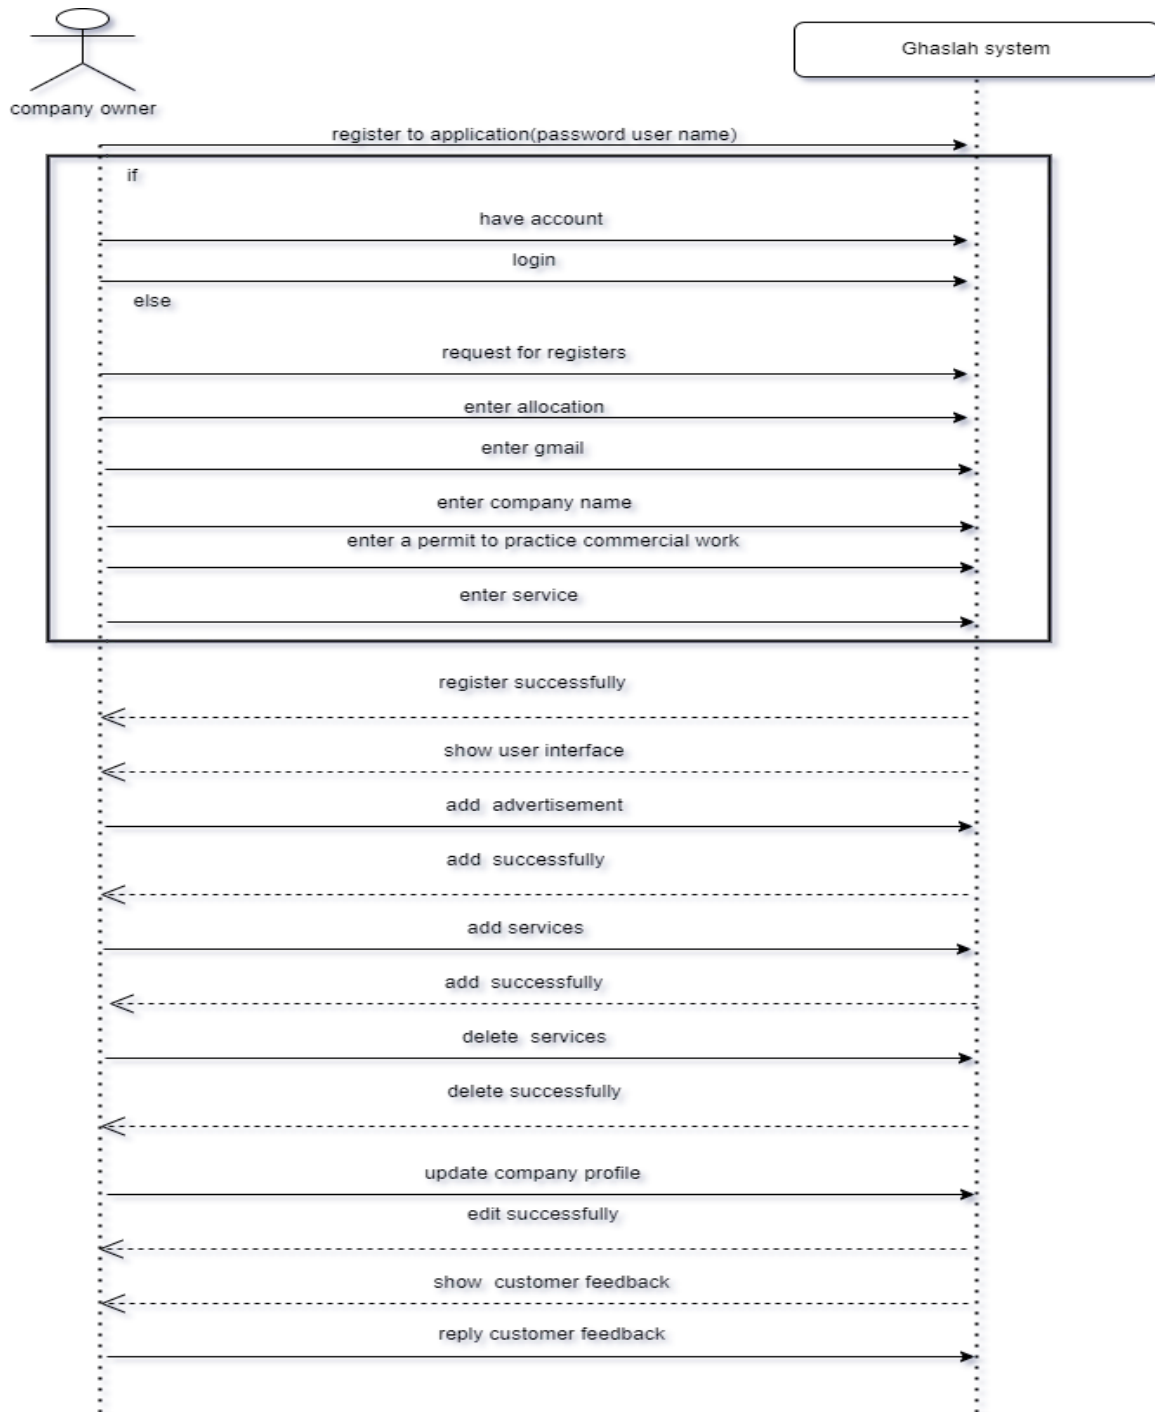 company owner
Ghaslah system
register to application(password user name)
if
have account
login
else
request for registers
enter allocation
enter gmail
enter company name
enter a permit to practice commercial work
enter service
register successfully
show user interface
add advertisement
add successfully
add services
add successfully
delete services
delete successfully
update company profile
edit successfully
show customer feedback
reply customer feedback